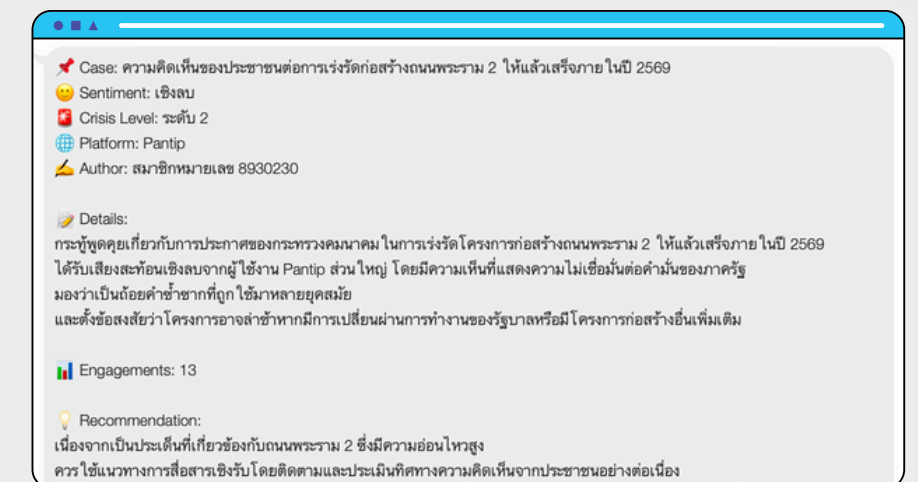 📌 Case: ความคิดเห็นของประชาชนต่อการเร่งรัดก่อสร้างถนนพระราม 2 ให้แล้วเสร็จภายในปี 2569
🙂 Sentiment: เชิงลบ
🚨 Crisis Level: ระดับ 2
🌐 Platform: Pantip
✍️ Author: สมาชิกหมายเลข 8930230
📝 Details:
กระทู้พูดคุยเกี่ยวกับการประกาศของกระทรวงคมนาคมในการเร่งรัดโครงการก่อสร้างถนนพระราม 2 ให้แล้วเสร็จภายในปี 2569
ได้รับเสียงสะท้อนเชิงลบจากผู้ใช้งาน Pantip ส่วนใหญ่ โดยมีความเห็นที่แสดงความไม่เชื่อมั่นต่อคำมั่นของภาครัฐ
มองว่าเป็นถ้อยคำซ้ำซากที่ถูกใช้มาหลายยุคสมัย
และตั้งข้อสงสัยว่าโครงการอาจล่าช้าหากมีการเปลี่ยนผ่านการทำงานของรัฐบาลหรือมีโครงการก่อสร้างอื่นเพิ่มเติม
📊 Engagements: 13
💡 Recommendation:
เนื่องจากเป็นประเด็นที่เกี่ยวข้องกับถนนพระราม 2 ซึ่งมีความอ่อนไหวสูง
ควรใช้แนวทางการสื่อสารเชิงรับโดยติดตามและประเมินทิศทางความคิดเห็นจากประชาชนอย่างต่อเนื่อง